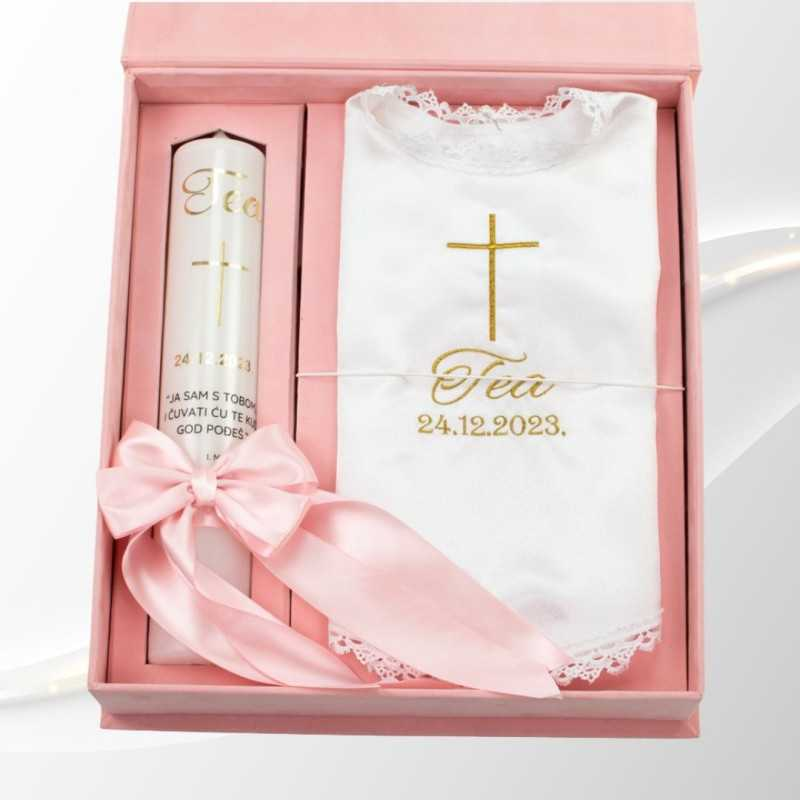 Tea
24.12.2023.
"JA SAM S TOBOM
I ČUVATI ĆU TE
GOD POĐEŠ"
Tea
24.12.2023.